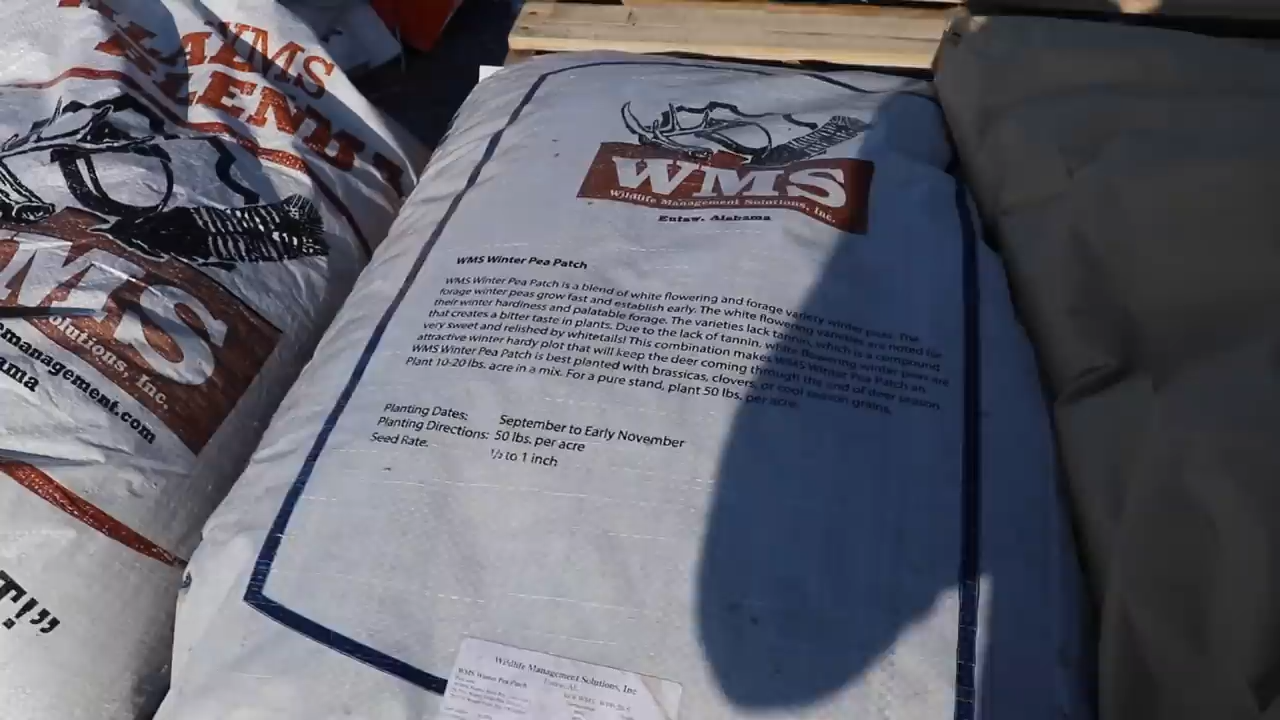 WMS
LENDI
WMS
Solutions, Inc.
management.com
ama
T!”
WMS
Wildlife Management Solutions, Inc.
Eutaw, Alabama
WMS Winter Pea Patch
WMS Winter Pea Patch is a blend of white flowering and forage variety winter peas. The
forage winter peas grow fast and establish early. The white flowering varieties are noted for
their winter hardiness and palatable forage. The varieties lack tannin, which is a compound
that creates a bitter taste in plants. Due to the lack of tannin, white flowering winter peas are
very sweet and relished by whitetails! This combination makes WMS Winter Pea Patch an
attractive winter hardy plot that will keep the deer coming through the end of deer season.
WMS Winter Pea Patch is best planted with brassicas, clovers, or cool season grains.
Plant 10-20 lbs. acre in a mix. For a pure stand, plant 50 lbs. per acre.
Planting Dates: September to Early November
Planting Directions: 50 lbs. per acre
Seed Rate. ½ to 1 inch
Wildlife Management Solutions, Inc
Eutaw, AL
WMS Winter Pea Patch